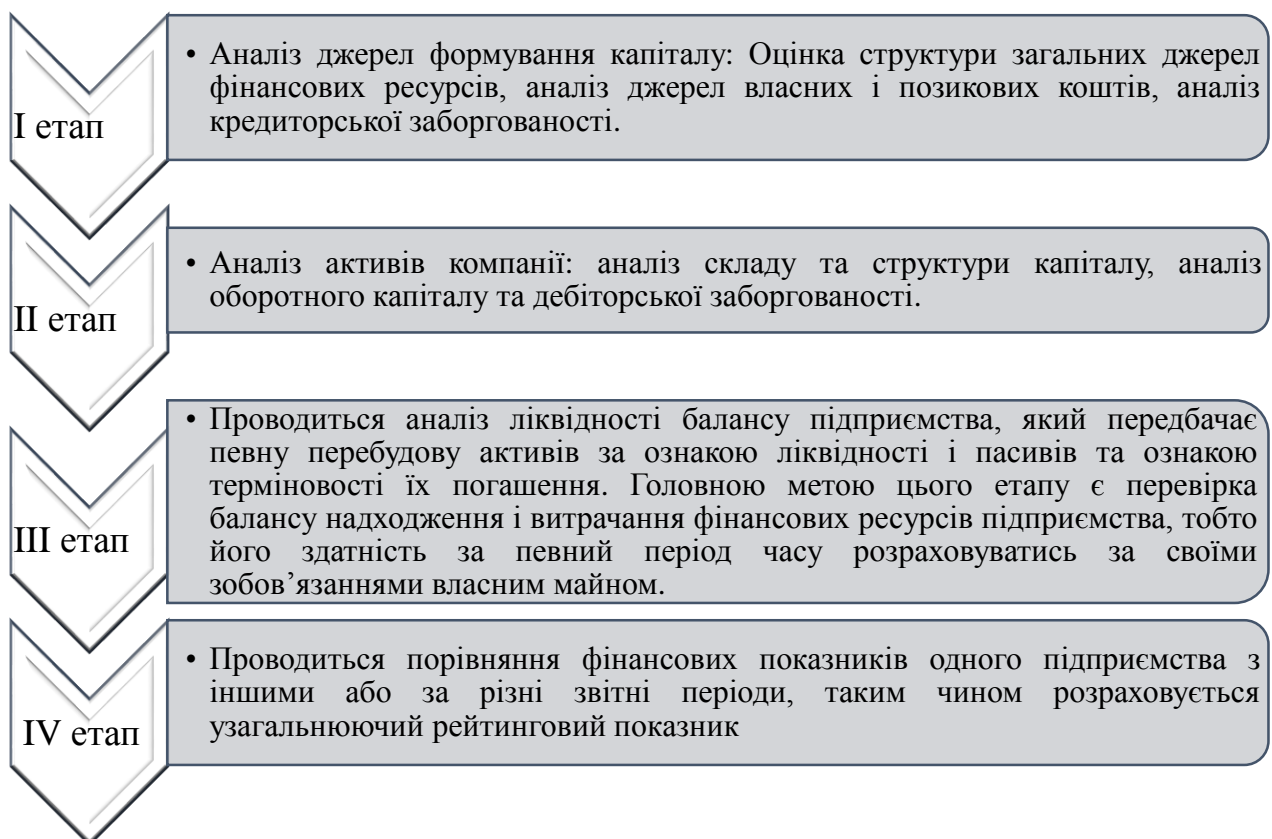 І етап
• Аналіз джерел формування капіталу: Оцінка структури загальних джерел
фінансових ресурсів, аналіз джерел власних і позикових коштів, аналіз
кредиторської заборгованості.
ІІ етап
• Аналіз активів компанії: аналіз складу та структури капіталу, аналіз
оборотного капіталу та дебіторської заборгованості.
ІІІ етап
• Проводиться аналіз ліквідності балансу підприємства, який передбачає
певну перебудову активів за ознакою ліквідності і пасивів та ознакою
терміновості їх погашення. Головною метою цього етапу є перевірка
балансу надходження і витрачання фінансових ресурсів підприємства, тобто
його здатність за певний період часу розраховуватись за своїми
зобов’язаннями власним майном.
IV етап
• Проводиться порівняння фінансових показників одного підприємства з
іншими або за різні звітні періоди, таким чином розраховується
узагальнюючий рейтинговий показник